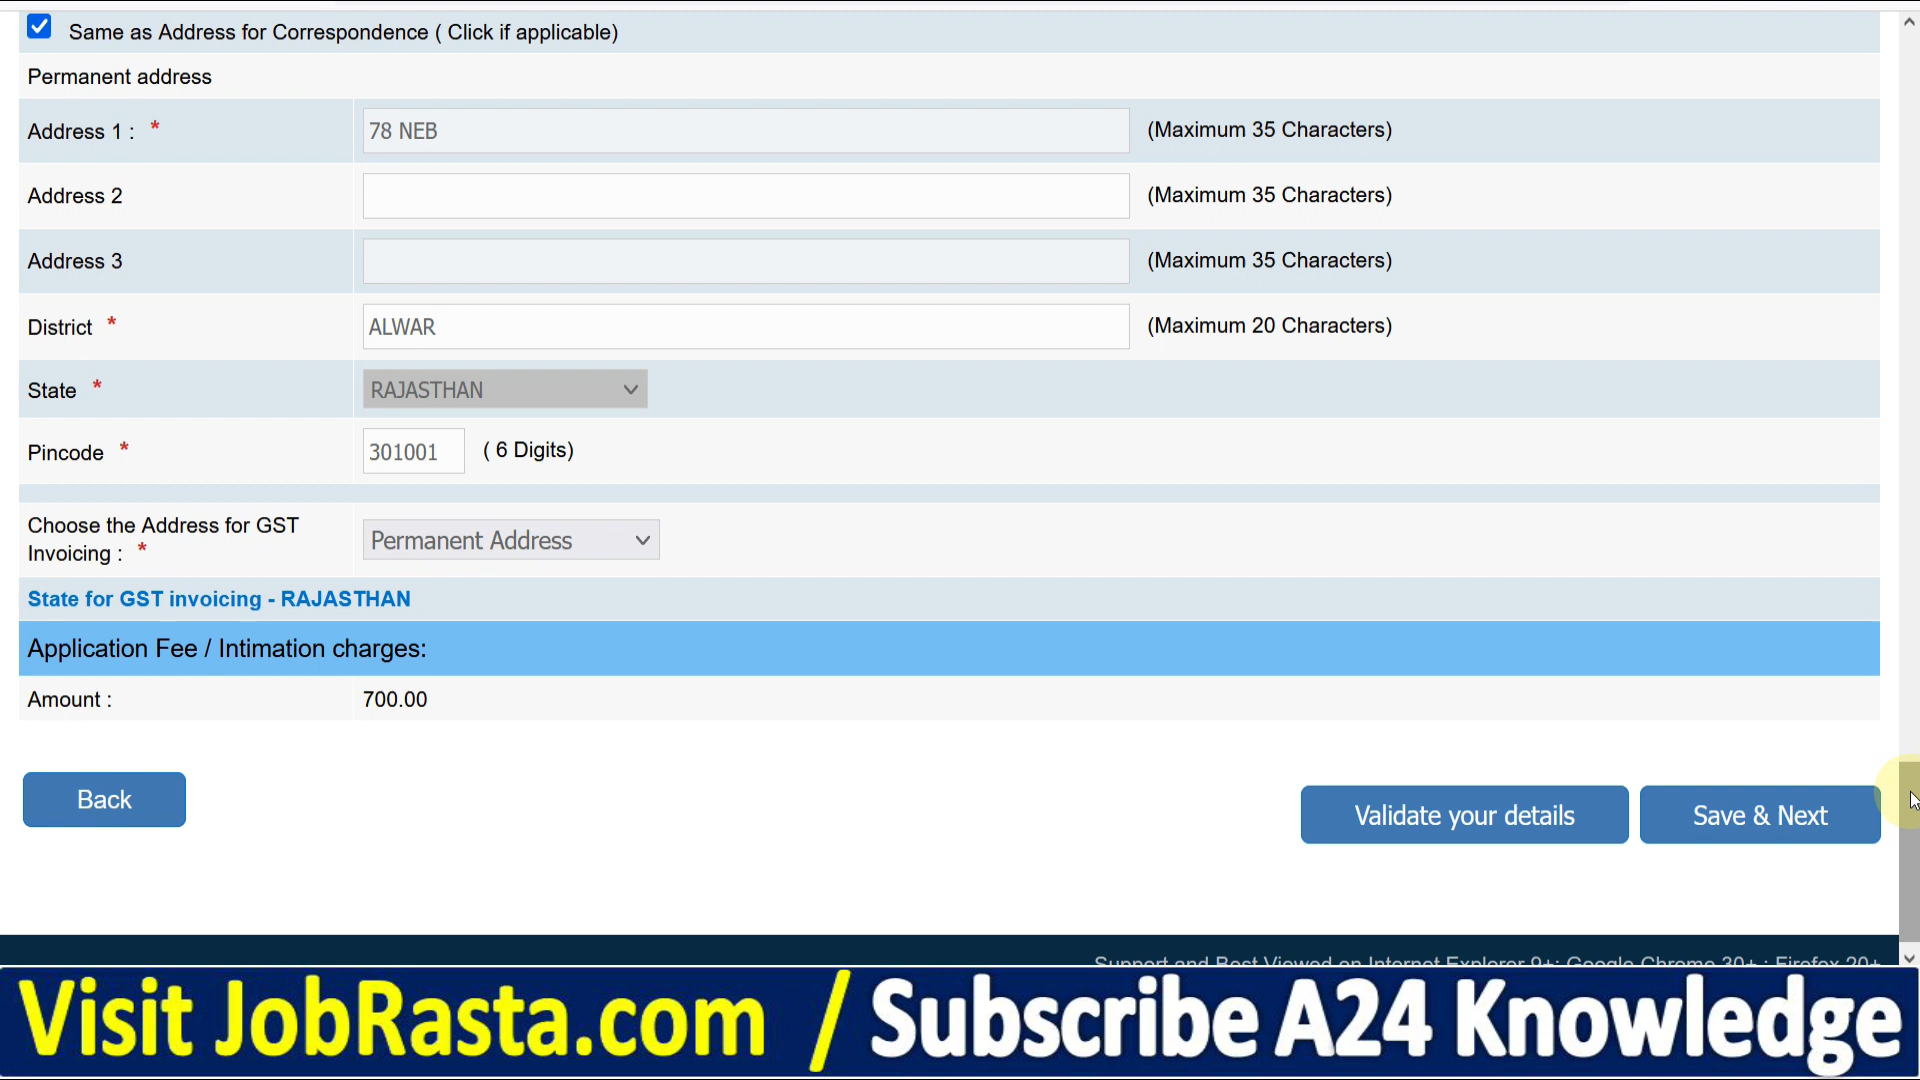 Same as Address for Correspondence ( Click if applicable)
Permanent address
Address 1 : * 78 NEB (Maximum 35 Characters)
Address 2 (Maximum 35 Characters)
Address 3 (Maximum 35 Characters)
District * ALWAR (Maximum 20 Characters)
State * RAJASTHAN
Pincode * 301001 ( 6 Digits)
Choose the Address for GST
Invoicing : * Permanent Address
State for GST invoicing - RAJASTHAN
Application Fee / Intimation charges:
Amount : 700.00
Back
Validate your details Save & Next
Support and Best Viewed on Internet Explorer 9+; Google Chrome 30+ ; Firefox 20+
Visit JobRasta.com / Subscribe A24 Knowledge